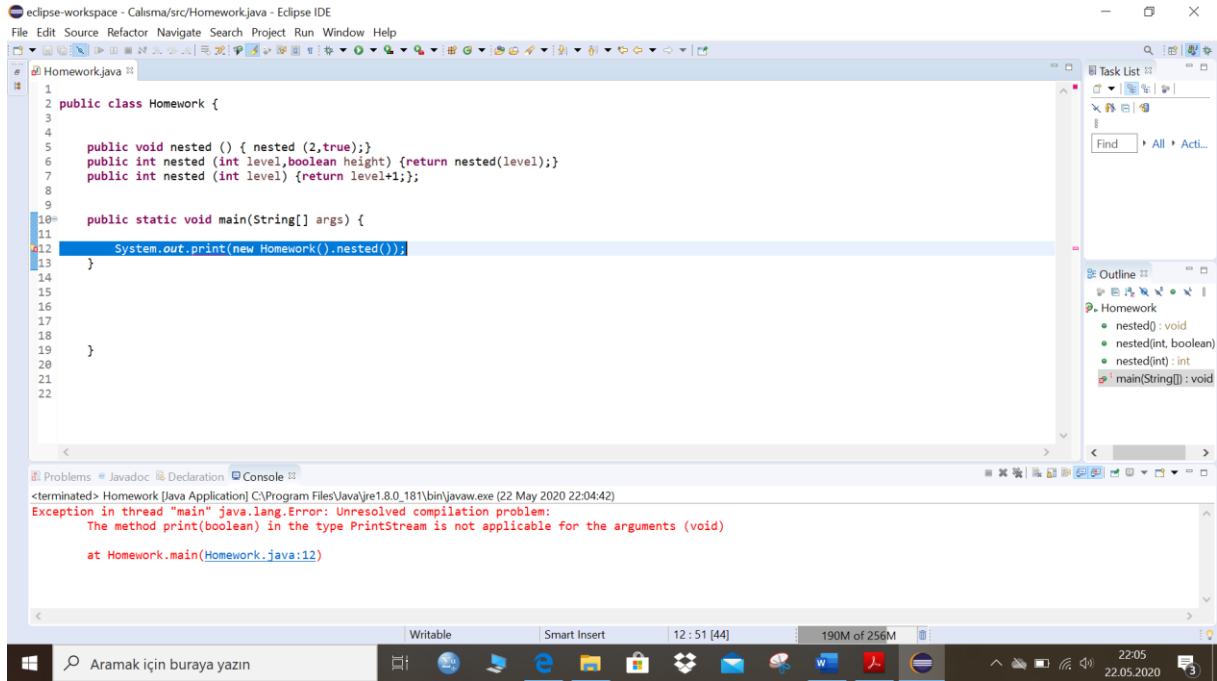 eclipse-workspace - Calısma/src/Homework.java - Eclipse IDE
File Edit Source Refactor Navigate Search Project Run Window Help
Homework.java
Task List
1
2 public class Homework {
3
4
5 public void nested () { nested (2,true);}
6 public int nested (int level,boolean height) {return nested(level);}
7 public int nested (int level) {return level+1;};
8
9
10 public static void main(String[] args) {
11
12 System.out.print(new Homework().nested());
13 }
14
15
16
17
18
19 }
20
21
22
Find All Acti...
Outline
Homework
nested() : void
nested(int, boolean)
nested(int) : int
main(String[]) : void
Problems Javadoc Declaration Console
<terminated> Homework [Java Application] C:\Program Files\Java\jre1.8.0_181\bin\javaw.exe (22 May 2020 22:04:42)
Exception in thread "main" java.lang.Error: Unresolved compilation problem:
The method print(boolean) in the type PrintStream is not applicable for the arguments (void)
at Homework.main(Homework.java:12)
Writable Smart Insert 12 : 51 [44] 190M of 256M
Aramak için buraya yazın
22:05
22.05.2020
3